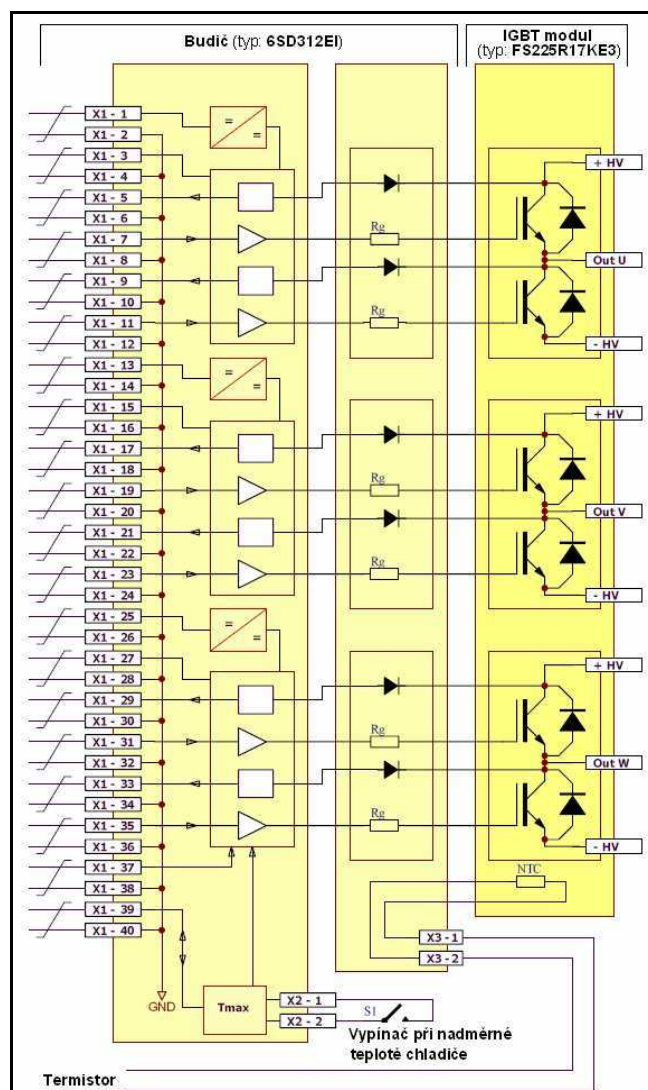 Budič (typ: 6SD312EI)
IGBT modul
(typ: FS225R17KE3)
X1 - 1
X1 - 2
X1 - 3
+ HV
X1 - 4
X1 - 5
X1 - 6
X1 - 7
Rg
X1 - 8
Out U
X1 - 9
X1 - 10
X1 - 11
Rg
X1 - 12
- HV
X1 - 13
X1 - 14
X1 - 15
+ HV
X1 - 16
X1 - 17
X1 - 18
X1 - 19
Rg
X1 - 20
Out V
X1 - 21
X1 - 22
X1 - 23
Rg
X1 - 24
- HV
X1 - 25
X1 - 26
X1 - 27
+ HV
X1 - 28
X1 - 29
X1 - 30
X1 - 31
Rg
X1 - 32
Out W
X1 - 33
X1 - 34
X1 - 35
Rg
X1 - 36
- HV
X1 - 37
NTC
X1 - 38
X1 - 39
X1 - 40
X3 - 1
X3 - 2
GND
Tmax
X2 - 1
X2 - 2
S1
Vypínač při nadměrné
teplotě chladiče
Termistor